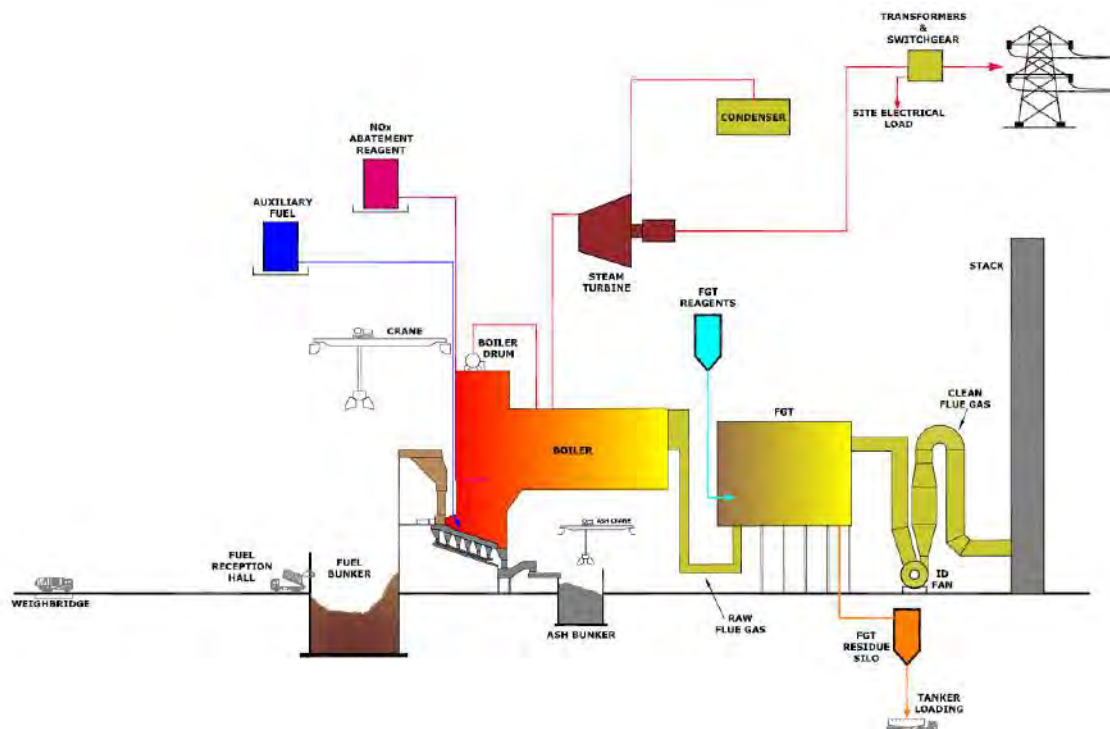 TRANSFORMERS
&
SWITCHGEAR
CONDENSER
SITE ELECTRICAL
LOAD
NOx
ABATEMENT
REAGENT
AUXILIARY
FUEL
STEAM
TURBINE
STACK
FGT
REAGENTS
CRANE
BOILER
DRUM
CLEAN
FLUE GAS
FGT
BOILER
ASH CRANE
FUEL
RECEPTION
HALL
FUEL
BUNKER
ID
FAN
WEIGHBRIDGE
RAW
FLUE GAS
ASH BUNKER
FGT
RESIDUE
SILO
TANKER
LOADING